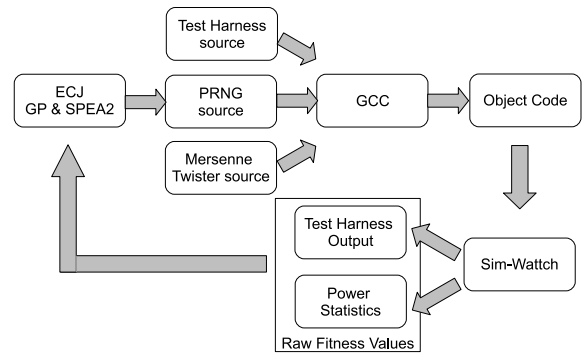 Test Harness
source
ECJ
GP & SPEA2
PRNG
source
GCC
Object Code
Mersenne
Twister source
Test Harness
Output
Sim-Wattch
Power
Statistics
Raw Fitness Values